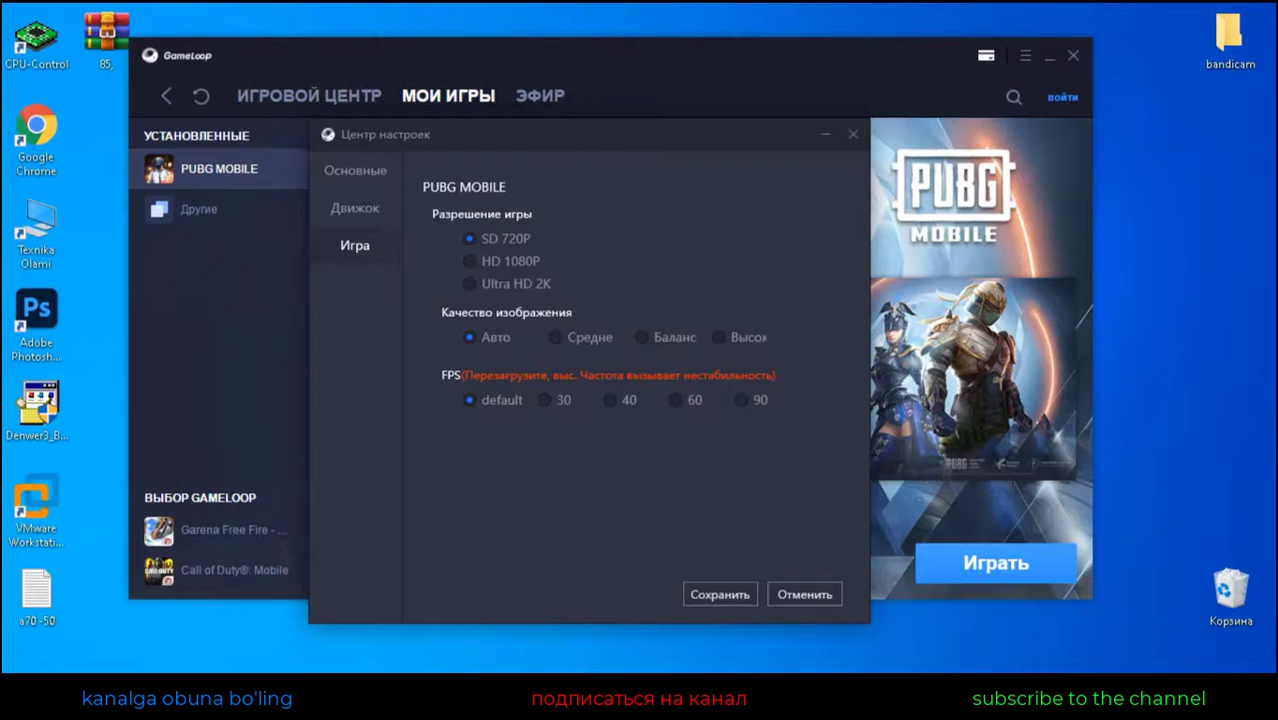 CPU-Control
85,
Google
Chrome
Texnika
Olami
Ps
Adobe
Photosh...
Denwer3_B...
VMware
Workstati...
a70 -50
GameLoop
ИГРОВОЙ ЦЕНТР
МОИ ИГРЫ
ЭФИР
войти
УСТАНОВЛЕННЫЕ
PUBG MOBILE
Другие
ВЫБОР GAMELOOP
Garena Free Fire - ...
Call of Duty®: Mobile
Центр настроек
Основные
Движок
Игра
PUBG MOBILE
Разрешение игры
SD 720P
HD 1080P
Ultra HD 2K
Качество изображения
Авто Средне Баланс Высок
FPS(Перезагрузите, выс. Частота вызывает нестабильность)
default 30 40 60 90
Сохранить Отменить
PUBG
MOBILE
PUBG
Играть
bandicam
Корзина
kanalga obuna bo'ling
подписаться на канал
subscribe to the channel